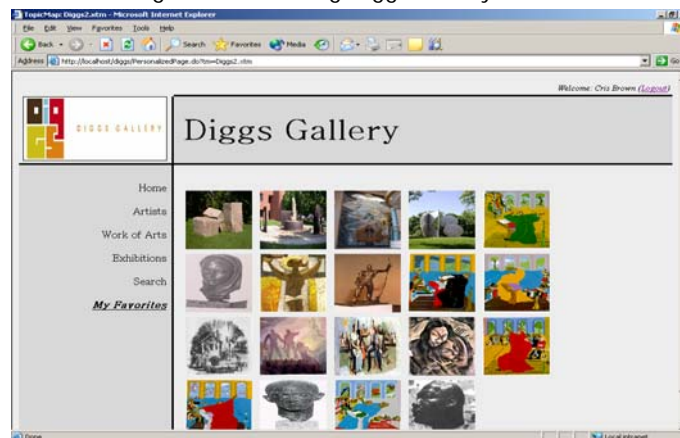 TopicMap: Diggs2.xtm - Microsoft Internet Explorer
File Edit View Favorites Tools Help
Back Search Favorites Media
Address http://localhost/diggs/PersonalizedPage.do?tm=Diggs2.xtm Go
Welcome: Cris Brown (Logout)
DIGGS GALLERY
Diggs Gallery
Home
Artists
Work of Arts
Exhibitions
Search
My Favorites
Done Local intranet